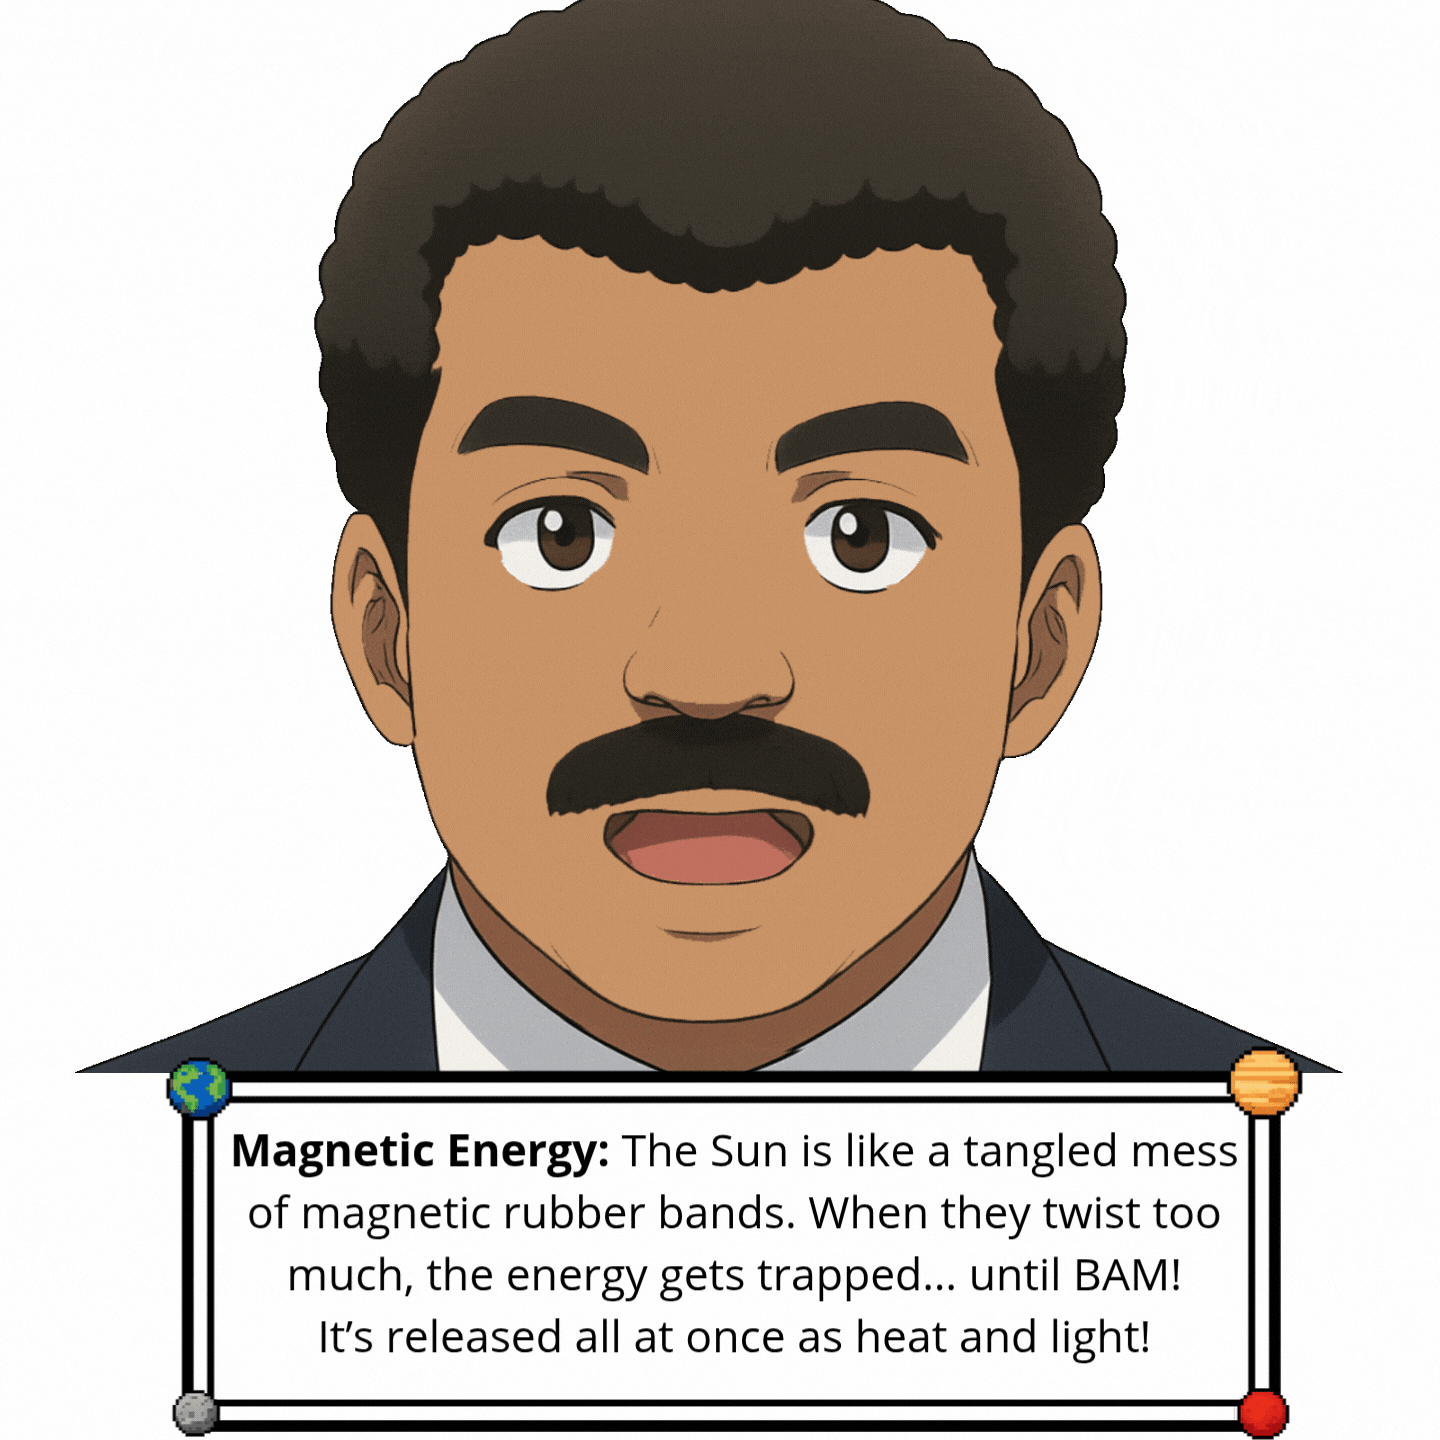 Magnetic Energy: The Sun is like a tangled mess
of magnetic rubber bands. When they twist too
much, the energy gets trapped... until BAM!
It’s released all at once as heat and light!